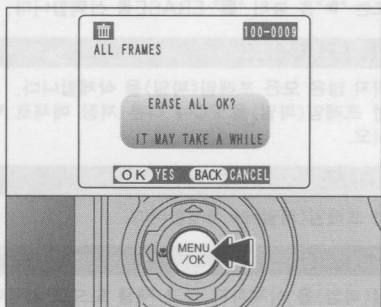 100-0009
ALL FRAMES
ERASE ALL OK?
IT MAY TAKE A WHILE
OK YES BACK CANCEL
MENU
/OK